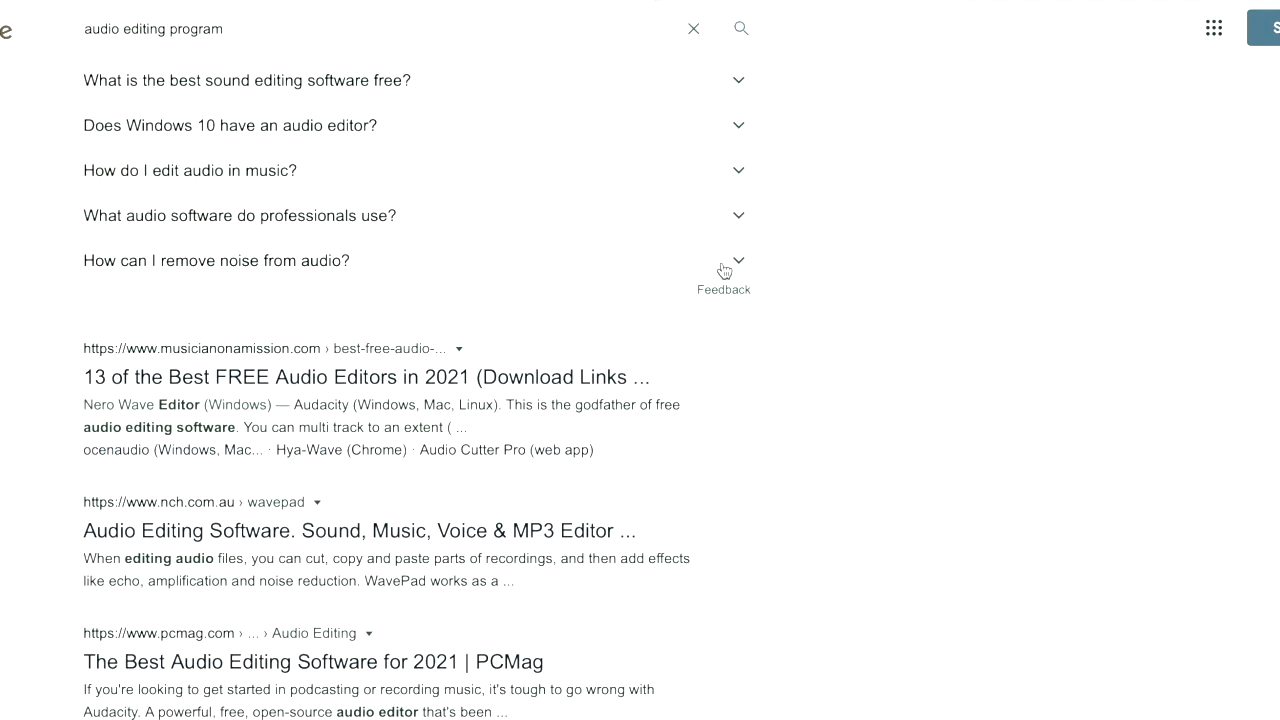 e
audio editing program
S
What is the best sound editing software free?
Does Windows 10 have an audio editor?
How do I edit audio in music?
What audio software do professionals use?
How can I remove noise from audio?
Feedback
https://www.musicianonamission.com › best-free-audio-...
13 of the Best FREE Audio Editors in 2021 (Download Links ...
Nero Wave Editor (Windows) — Audacity (Windows, Mac, Linux). This is the godfather of free
audio editing software. You can multi track to an extent ( ...
ocenaudio (Windows, Mac... · Hya-Wave (Chrome) · Audio Cutter Pro (web app)
https://www.nch.com.au › wavepad
Audio Editing Software. Sound, Music, Voice & MP3 Editor ...
When editing audio files, you can cut, copy and paste parts of recordings, and then add effects
like echo, amplification and noise reduction. WavePad works as a ...
https://www.pcmag.com › ... › Audio Editing
The Best Audio Editing Software for 2021 | PCMag
If you're looking to get started in podcasting or recording music, it's tough to go wrong with
Audacity. A powerful, free, open-source audio editor that's been ...